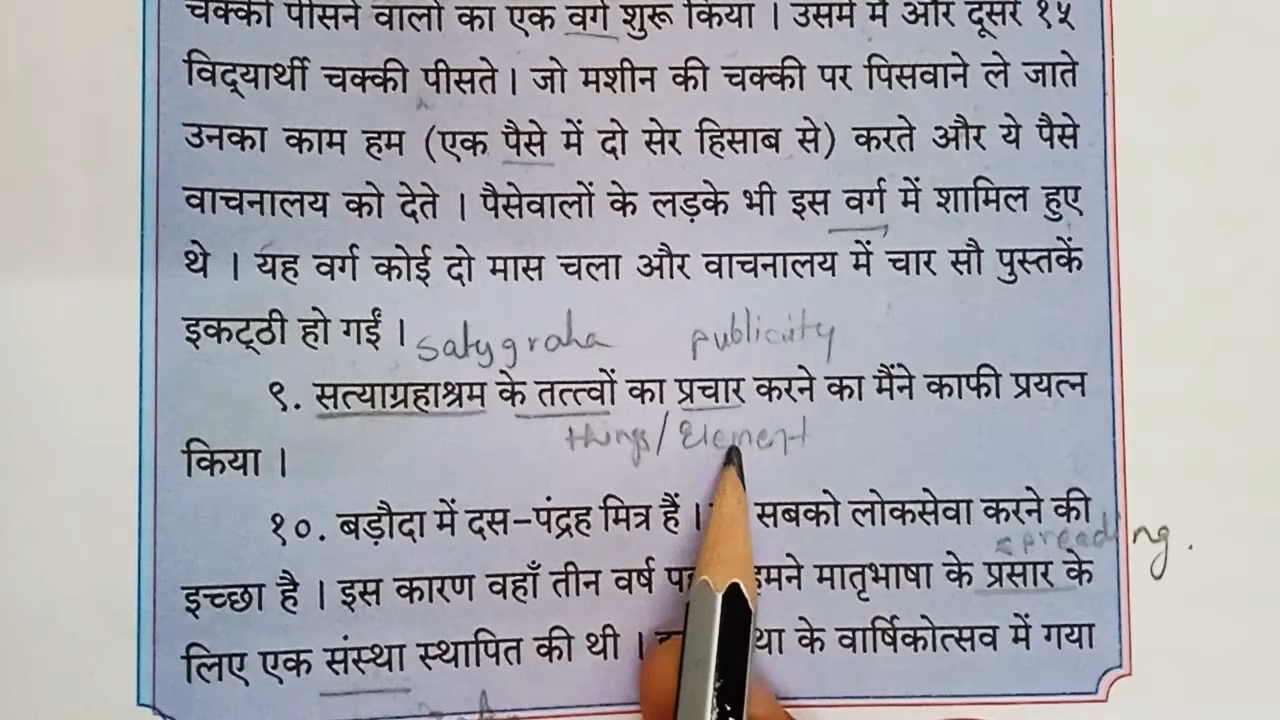 चक्की पीसने वालों का एक वर्ग शुरू किया । उसमें मैं और दूसरे १५
विद्यार्थी चक्की पीसते । जो मशीन की चक्की पर पिसवाने ले जाते
उनका काम हम (एक पैसे में दो सेर हिसाब से) करते और ये पैसे
वाचनालय को देते । पैसेवालों के लड़के भी इस वर्ग में शामिल हुए
थे । यह वर्ग कोई दो मास चला और वाचनालय में चार सौ पुस्तकें
इकट्ठी हो गईं ।
satygraha publicity
९. सत्याग्रहाश्रम के तत्त्वों का प्रचार करने का मैंने काफी प्रयत्न
things/Element
किया ।
१०. बड़ौदा में दस-पंद्रह मित्र हैं । सबको लोकसेवा करने की
spreading.
इच्छा है । इस कारण वहाँ तीन वर्ष मातृभाषा के प्रसार के
लिए एक संस्था स्थापित की थी । के वार्षिकोत्सव में गया